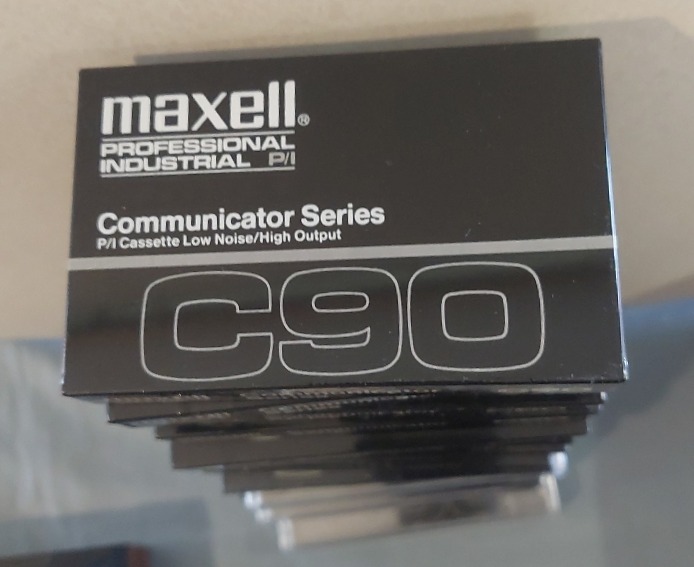 maxell®
PROFESSIONAL
INDUSTRIAL P/I
Communicator Series
P/I Cassette Low Noise/High Output
C90